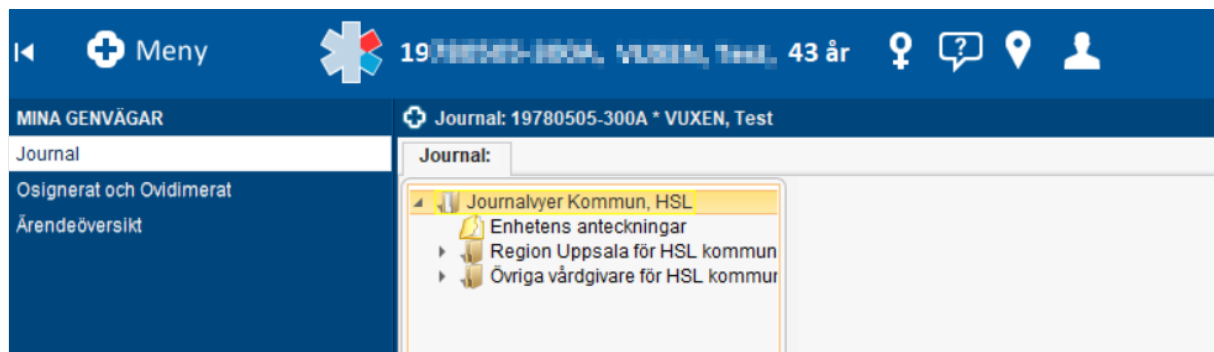 Meny
19
43 år
MINA GENVÄGAR
Journal: 19780505-300A * VUXEN, Test
Journal
Journal:
Osignerat och Ovidimerat
Ärendeöversikt
Journalvyer Kommun, HSL
Enhetens anteckningar
Region Uppsala för HSL kommun
Övriga vårdgivare för HSL kommur